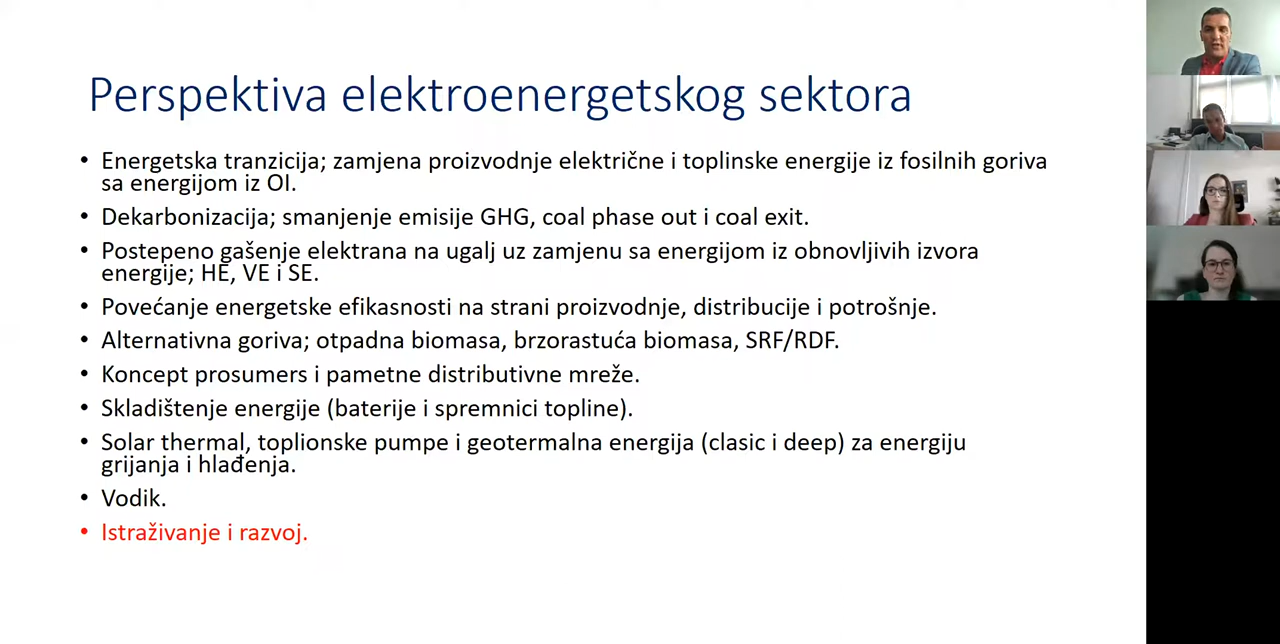 Perspektiva elektroenergetskog sektora
• Energetska tranzicija; zamjena proizvodnje električne i toplinske energije iz fosilnih goriva
sa energijom iz OI.
• Dekarbonizacija; smanjenje emisije GHG, coal phase out i coal exit.
• Postepeno gašenje elektrana na ugalj uz zamjenu sa energijom iz obnovljivih izvora
energije; HE, VE i SE.
• Povećanje energetske efikasnosti na strani proizvodnje, distribucije i potrošnje.
• Alternativna goriva; otpadna biomasa, brzorastuća biomasa, SRF/RDF.
• Koncept prosumers i pametne distributivne mreže.
• Skladištenje energije (baterije i spremnici topline).
• Solar thermal, toplionske pumpe i geotermalna energija (clasic i deep) za energiju
grijanja i hlađenja.
• Vodik.
• Istraživanje i razvoj.